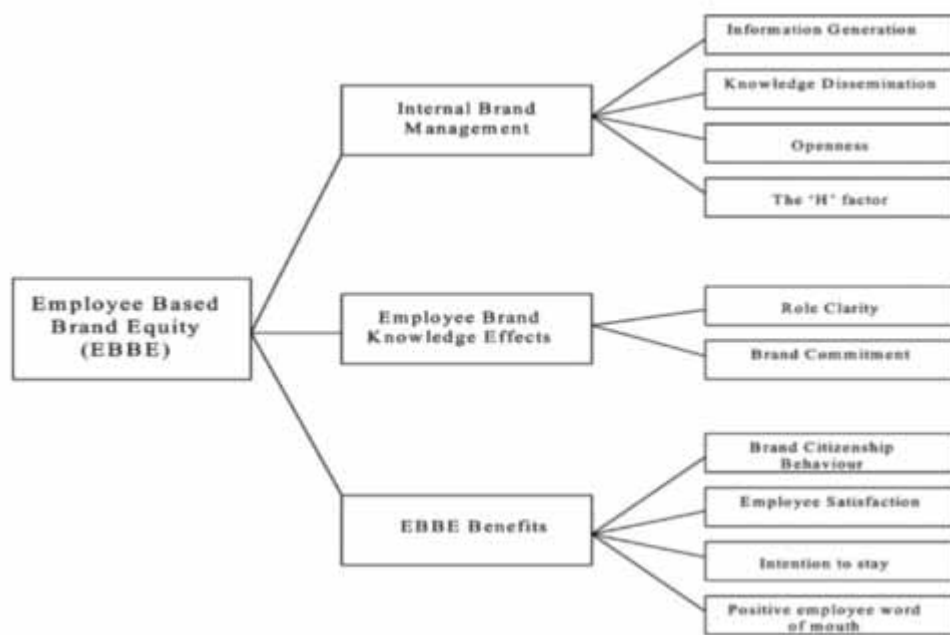 Employee Based
Brand Equity
(EBBE)
Internal Brand
Management
Information Generation
Knowledge Dissemination
Openness
The 'H' factor
Employee Brand
Knowledge Effects
Role Clarity
Brand Commitment
EBBE Benefits
Brand Citizenship
Behaviour
Employee Satisfaction
Intention to stay
Positive employee word
of mouth